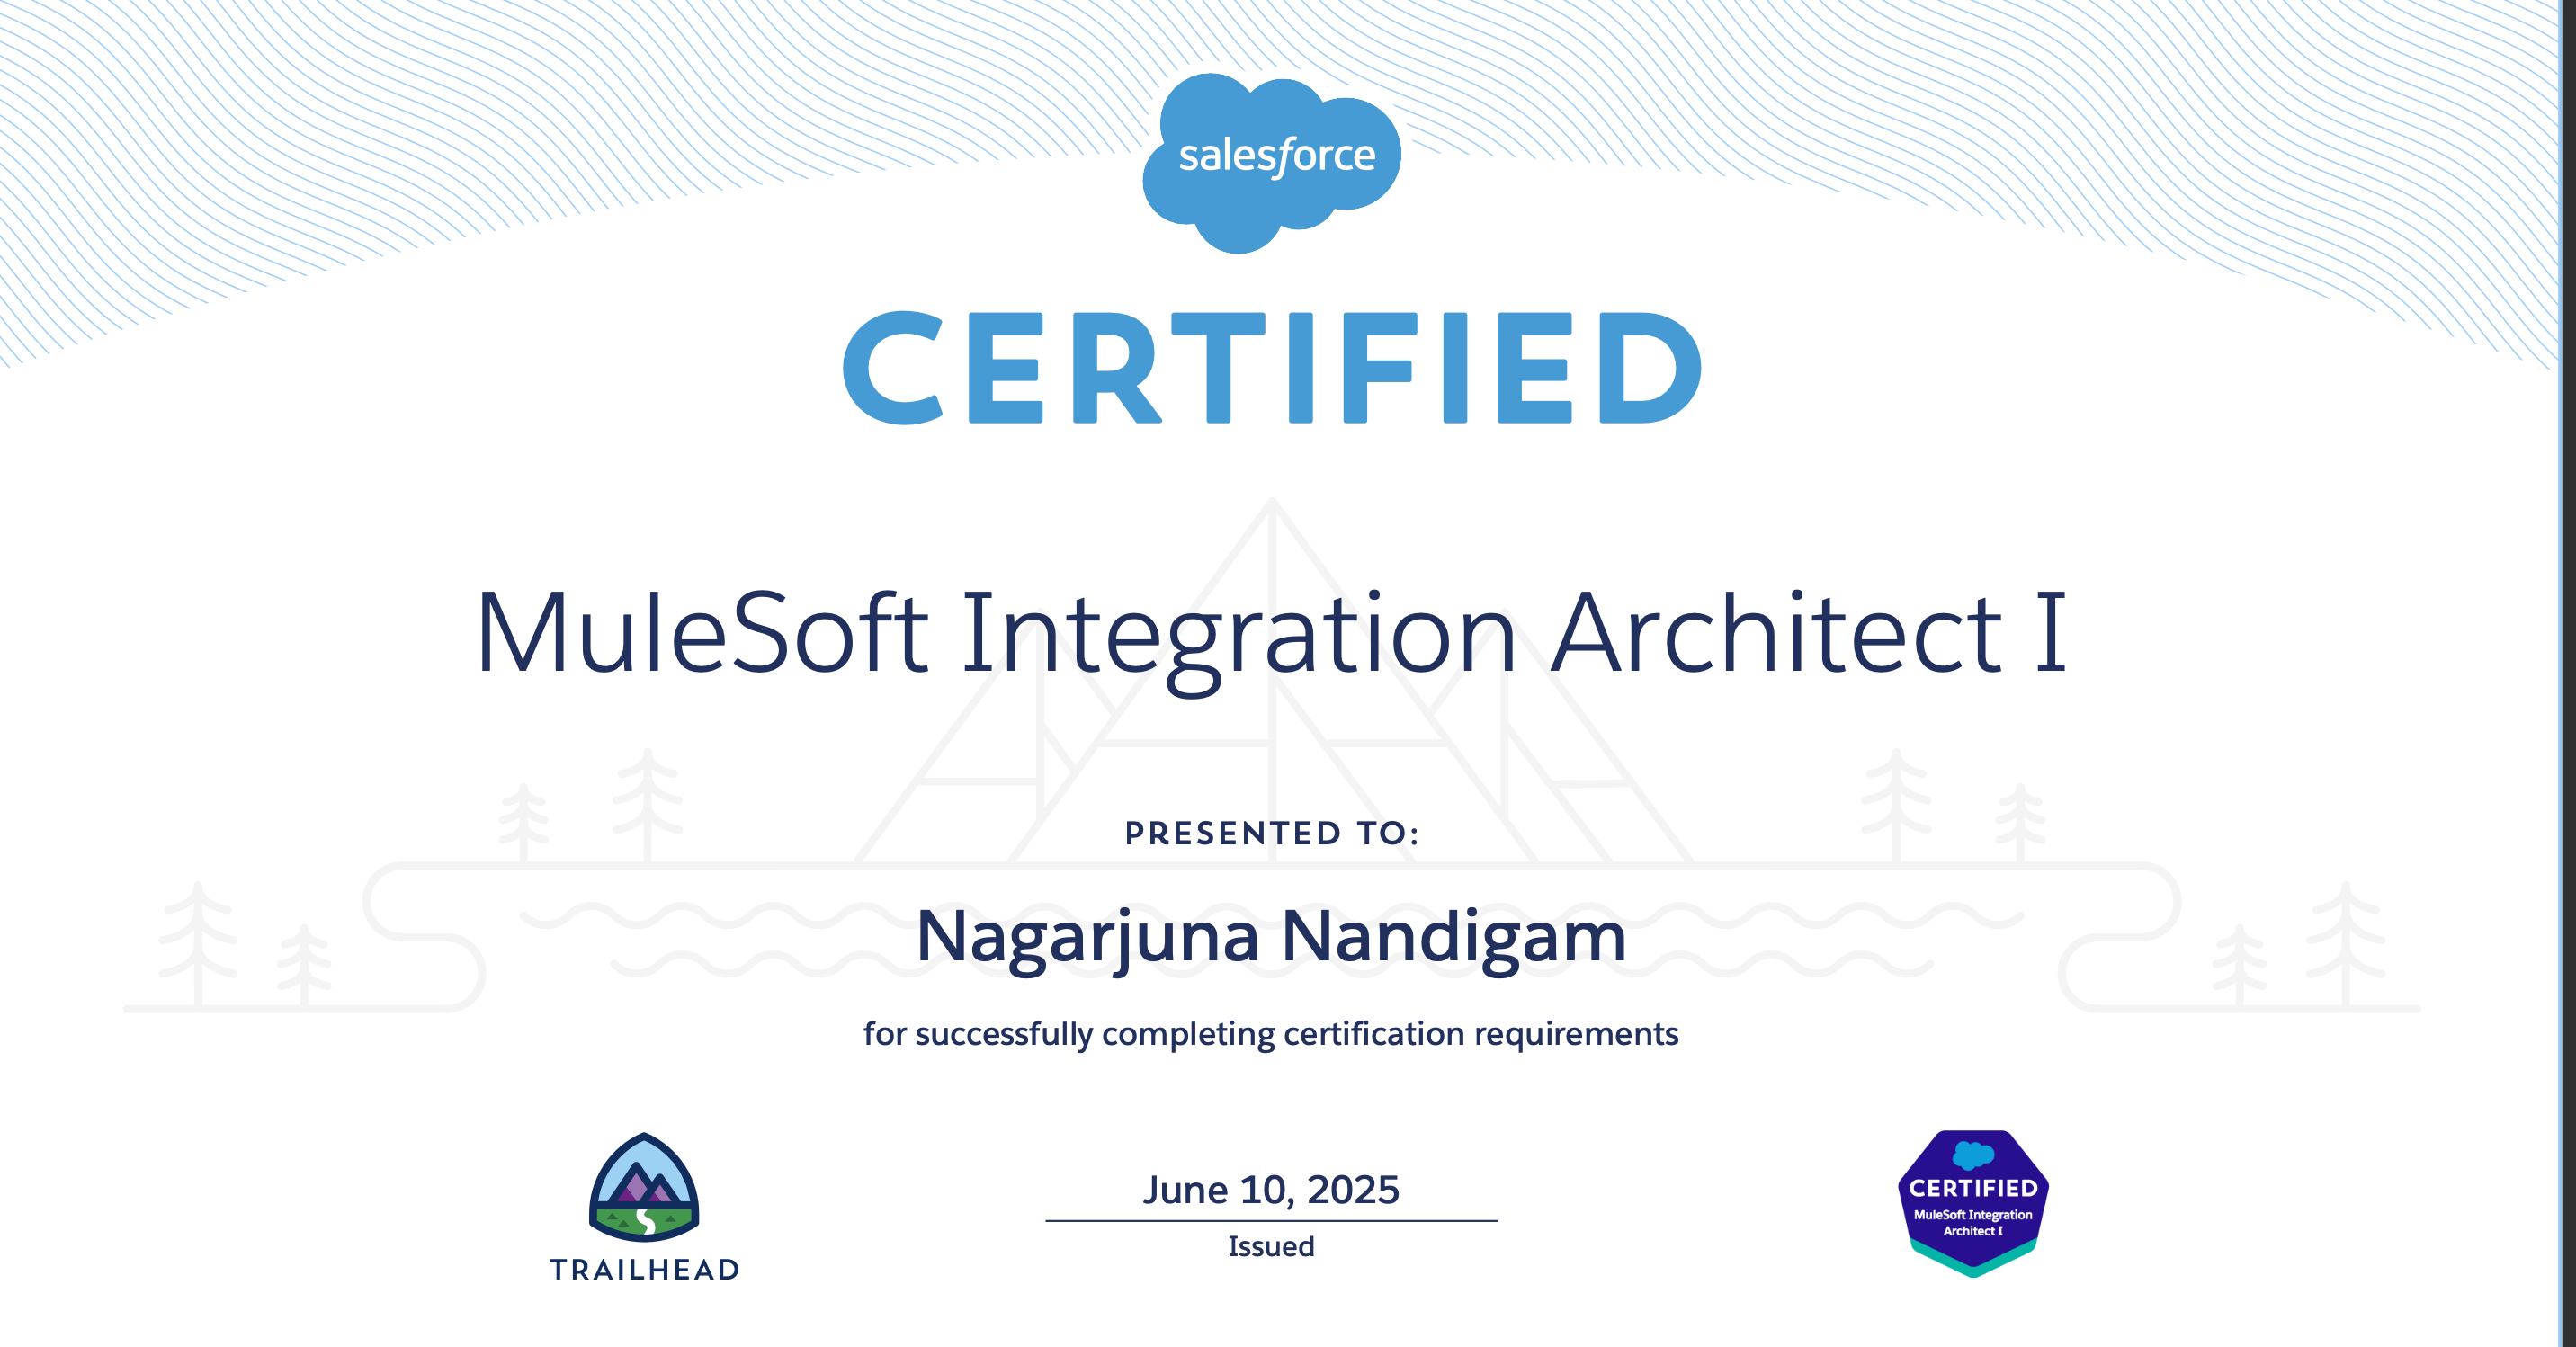 salesforce
CERTIFIED
MuleSoft Integration Architect I
PRESENTED TO:
Nagarjuna Nandigam
for successfully completing certification requirements
TRAILHEAD
June 10, 2025
Issued
CERTIFIED
MuleSoft Integration
Architect I